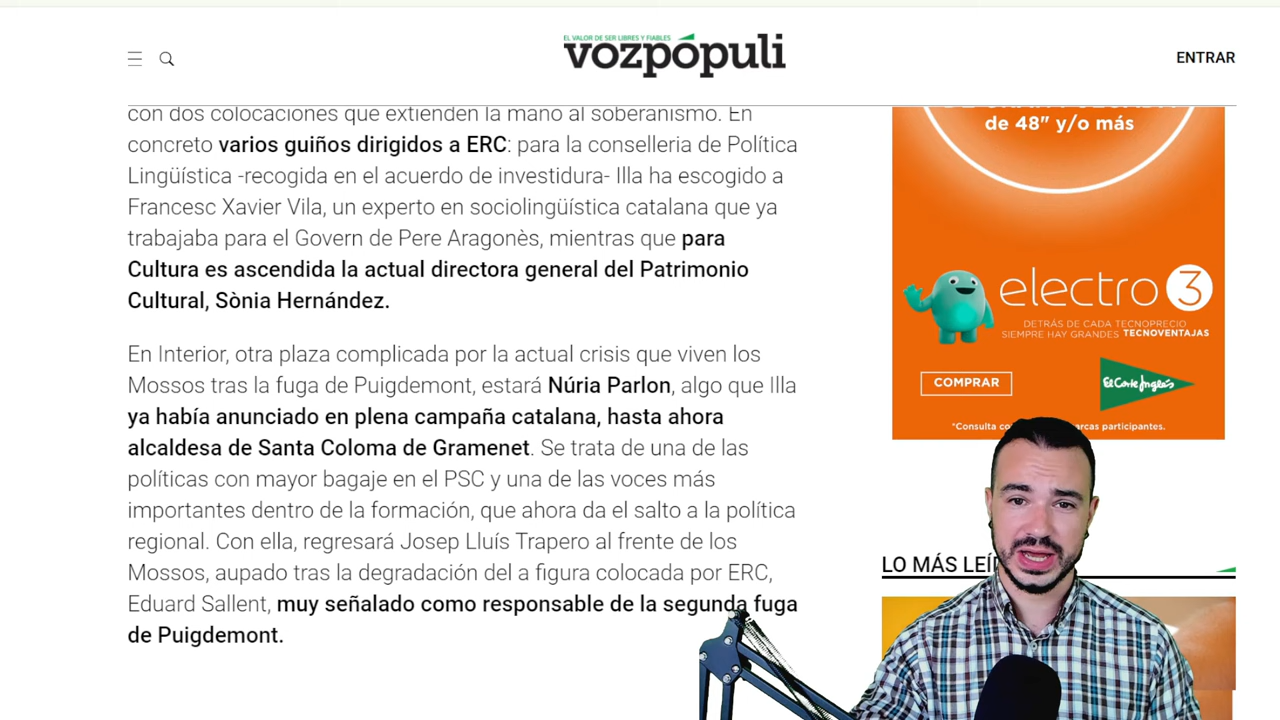 EL VALOR DE SER LIBRES Y FIABLES
vozpópuli
ENTRAR
con dos colocaciones que extienden la mano al soberanismo. En
concreto varios guiños dirigidos a ERC: para la conselleria de Política
Lingüística -recogida en el acuerdo de investidura- Illa ha escogido a
Francesc Xavier Vila, un experto en sociolingüística catalana que ya
trabajaba para el Govern de Pere Aragonès, mientras que para
Cultura es ascendida la actual directora general del Patrimonio
Cultural, Sònia Hernández.
En Interior, otra plaza complicada por la actual crisis que viven los
Mossos tras la fuga de Puigdemont, estará Núria Parlon, algo que Illa
ya había anunciado en plena campaña catalana, hasta ahora
alcaldesa de Santa Coloma de Gramenet. Se trata de una de las
políticas con mayor bagaje en el PSC y una de las voces más
importantes dentro de la formación, que ahora da el salto a la política
regional. Con ella, regresará Josep Lluís Trapero al frente de los
Mossos, aupado tras la degradación del a figura colocada por ERC,
Eduard Sallent, muy señalado como responsable de la segunda fuga
de Puigdemont.
de 48" y/o más
electro 3
DETRÁS DE CADA TECNOPRECIO
SIEMPRE HAY GRANDES TECNOVENTAJAS
COMPRAR
El Corte Inglés
*Consulta participantes.
LO MÁS